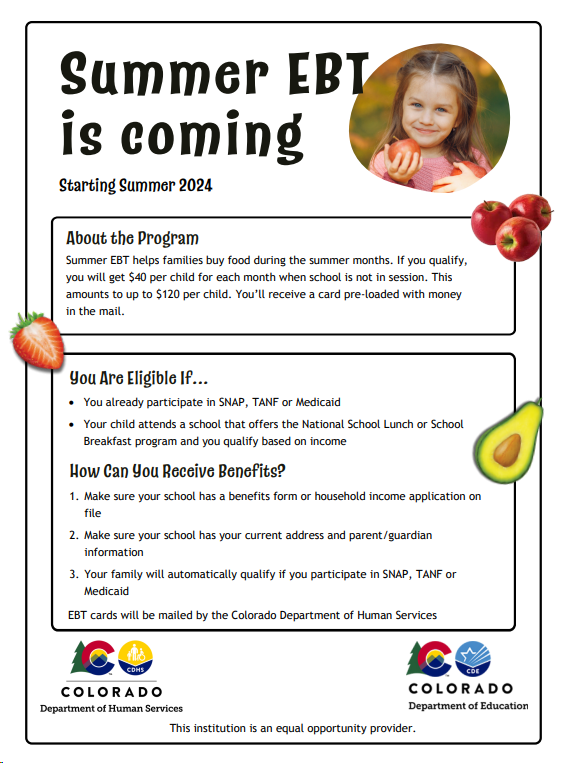 Summer EBT
is coming
Starting Summer 2024
About the Program
Summer EBT helps families buy food during the summer months. If you qualify,
you will get $40 per child for each month when school is not in session. This
amounts to up to $120 per child. You’ll receive a card pre-loaded with money
in the mail.
You Are Eligible If...
• You already participate in SNAP, TANF or Medicaid
• Your child attends a school that offers the National School Lunch or School
Breakfast program and you qualify based on income
How Can You Receive Benefits?
1. Make sure your school has a benefits form or household income application on
file
2. Make sure your school has your current address and parent/guardian
information
3. Your family will automatically qualify if you participate in SNAP, TANF or
Medicaid
EBT cards will be mailed by the Colorado Department of Human Services
CDHS
COLORADO
Department of Human Services
CDE
COLORADO
Department of Education
This institution is an equal opportunity provider.